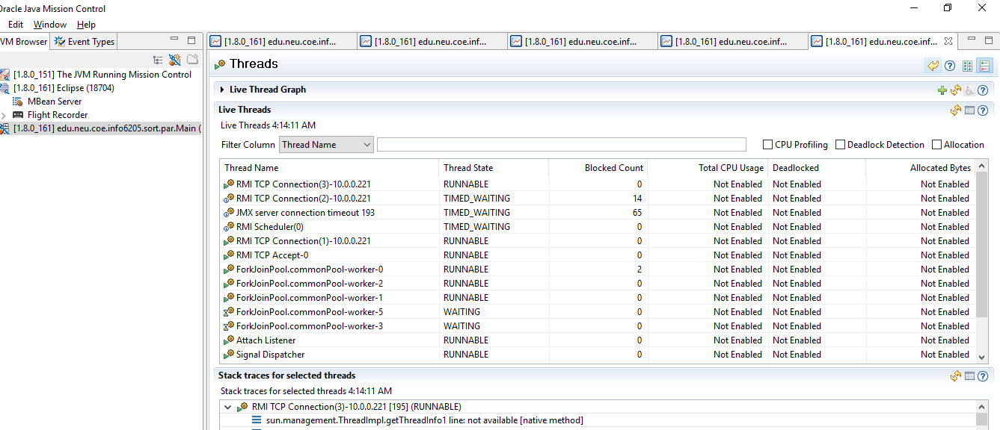 racle Java Mission Control
Edit Window Help
VM Browser Event Types
[1.8.0_161] edu.neu.coe.inf... [1.8.0_161] edu.neu.coe.inf... [1.8.0_161] edu.neu.coe.inf... [1.8.0_161] edu.neu.coe.inf... [1.8.0_161] edu.neu.coe.inf...
[1.8.0_151] The JVM Running Mission Control
[1.8.0_161] Eclipse (18704)
MBean Server
Flight Recorder
[1.8.0_161] edu.neu.coe.info6205.sort.par.Main (
Threads
Live Thread Graph
Live Threads
Live Threads 4:14:11 AM
Filter Column Thread Name CPU Profiling Deadlock Detection Allocation
Thread Name Thread State Blocked Count Total CPU Usage Deadlocked Allocated Bytes
RMI TCP Connection(3)-10.0.0.221 RUNNABLE 0 Not Enabled Not Enabled Not Enabled
RMI TCP Connection(2)-10.0.0.221 TIMED_WAITING 14 Not Enabled Not Enabled Not Enabled
JMX server connection timeout 193 TIMED_WAITING 65 Not Enabled Not Enabled Not Enabled
RMI Scheduler(0) TIMED_WAITING 0 Not Enabled Not Enabled Not Enabled
RMI TCP Connection(1)-10.0.0.221 RUNNABLE 0 Not Enabled Not Enabled Not Enabled
RMI TCP Accept-0 RUNNABLE 0 Not Enabled Not Enabled Not Enabled
ForkJoinPool.commonPool-worker-0 RUNNABLE 2 Not Enabled Not Enabled Not Enabled
ForkJoinPool.commonPool-worker-2 RUNNABLE 0 Not Enabled Not Enabled Not Enabled
ForkJoinPool.commonPool-worker-1 RUNNABLE 0 Not Enabled Not Enabled Not Enabled
ForkJoinPool.commonPool-worker-5 WAITING 0 Not Enabled Not Enabled Not Enabled
ForkJoinPool.commonPool-worker-3 WAITING 0 Not Enabled Not Enabled Not Enabled
Attach Listener RUNNABLE 0 Not Enabled Not Enabled Not Enabled
Signal Dispatcher RUNNABLE 0 Not Enabled Not Enabled Not Enabled
Stack traces for selected threads
Stack traces for selected threads 4:14:11 AM
RMI TCP Connection(3)-10.0.0.221 [195] (RUNNABLE)
sun.management.ThreadImpl.getThreadInfo1 line: not available [native method]